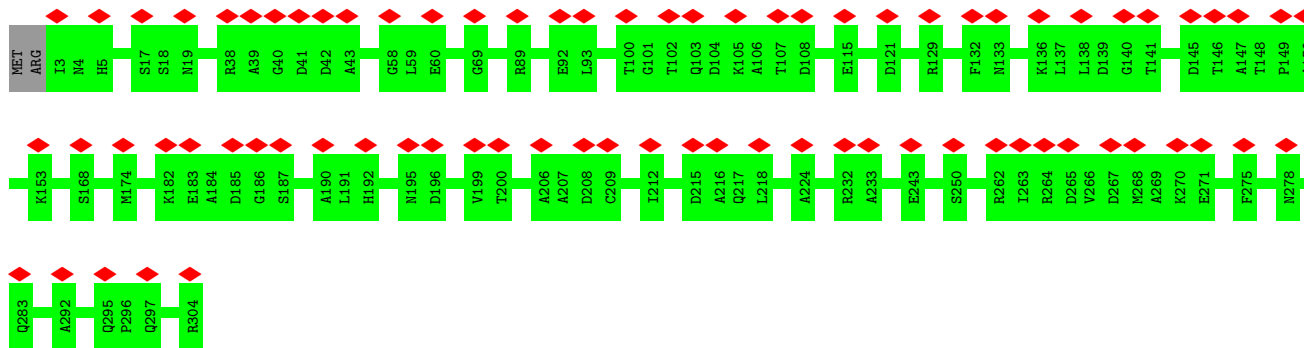 MET ARG I3 N4 H5 S17 S18 N19 R38 A39 G40 D41 D42 A43 G58 L59 E60 G69 R89 E92 L93 T100 G101 T102 Q103 D104 K105 A106 T107 D108 E115 D121 R129 F132 N133 K136 L137 L138 D139 G140 T141 D145 T146 A147 T148 P149
K153 S168 M174 K182 E183 A184 D185 G186 S187 A190 L191 H192 N195 D196 V199 T200 A206 A207 D208 C209 I212 D215 A216 Q217 L218 A224 R232 A233 E243 S250 R262 I263 R264 D265 V266 D267 M268 A269 K270 E271 F275 N278
Q283 A292 Q295 P296 Q297 R304